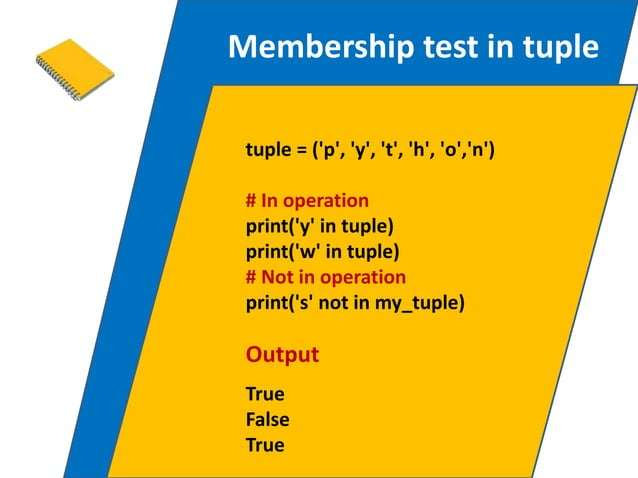 Membership test in tuple
tuple = ('p', 'y', 't', 'h', 'o','n')
# In operation
print('y' in tuple)
print('w' in tuple)
# Not in operation
print('s' not in my_tuple)
Output
True
False
True